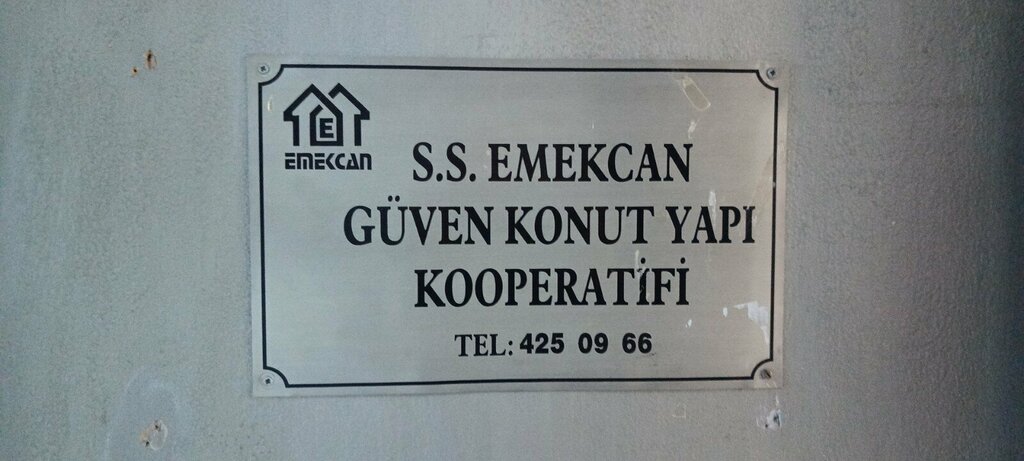 E
EMEKCAN
S.S. EMEKCAN
GÜVEN KONUT YAPI
KOOPERATİFİ
TEL: 425 09 66